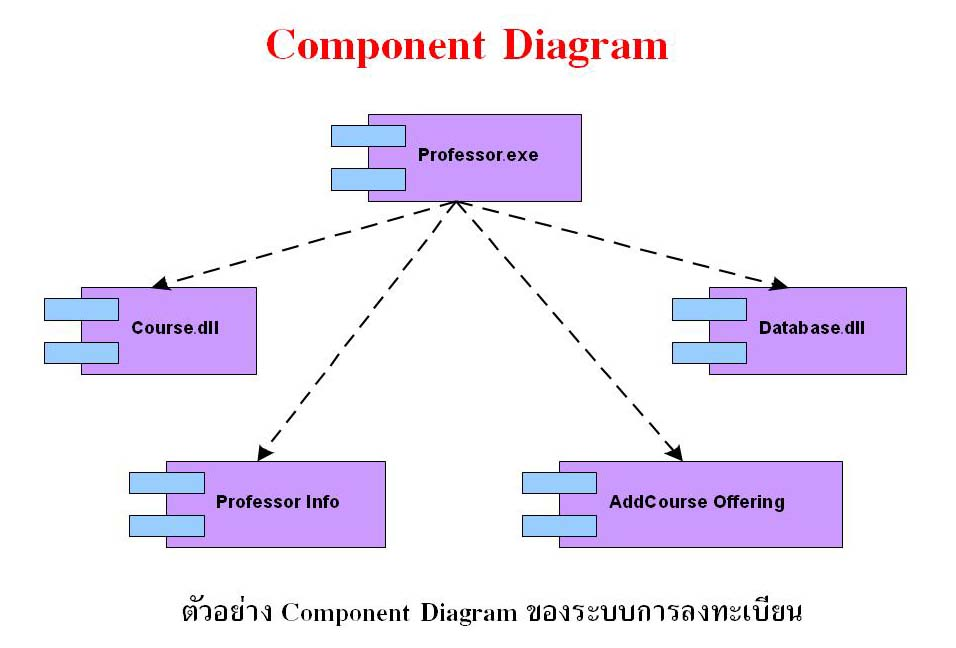 Component Diagram
Professor.exe
Course.dll
Database.dll
Professor Info
AddCourse Offering
ตัวอย่าง Component Diagram ของระบบการลงทะเบียน